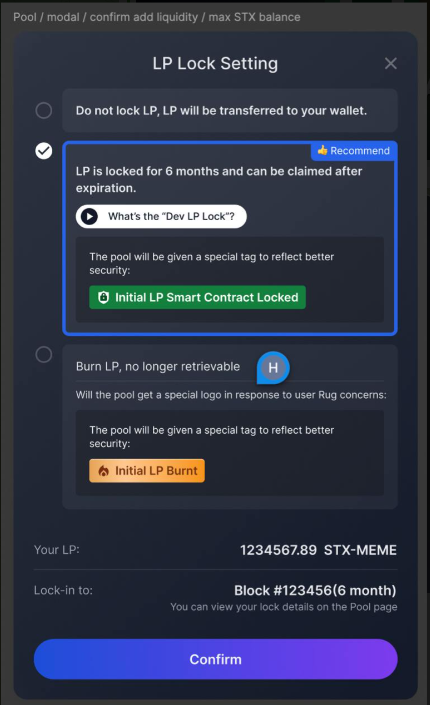 Pool / modal / confirm add liquidity / max STX balance
LP Lock Setting
Do not lock LP, LP will be transferred to your wallet.
Recommend
LP is locked for 6 months and can be claimed after
expiration.
What's the “Dev LP Lock”?
The pool will be given a special tag to reflect better
security:
Initial LP Smart Contract Locked
Burn LP, no longer retrievable
H
Will the pool get a special logo in response to user Rug concerns:
The pool will be given a special tag to reflect better
security:
Initial LP Burnt
Your LP:
1234567.89 STX-MEME
Lock-in to:
Block #123456(6 month)
You can view your lock details on the Pool page
Confirm